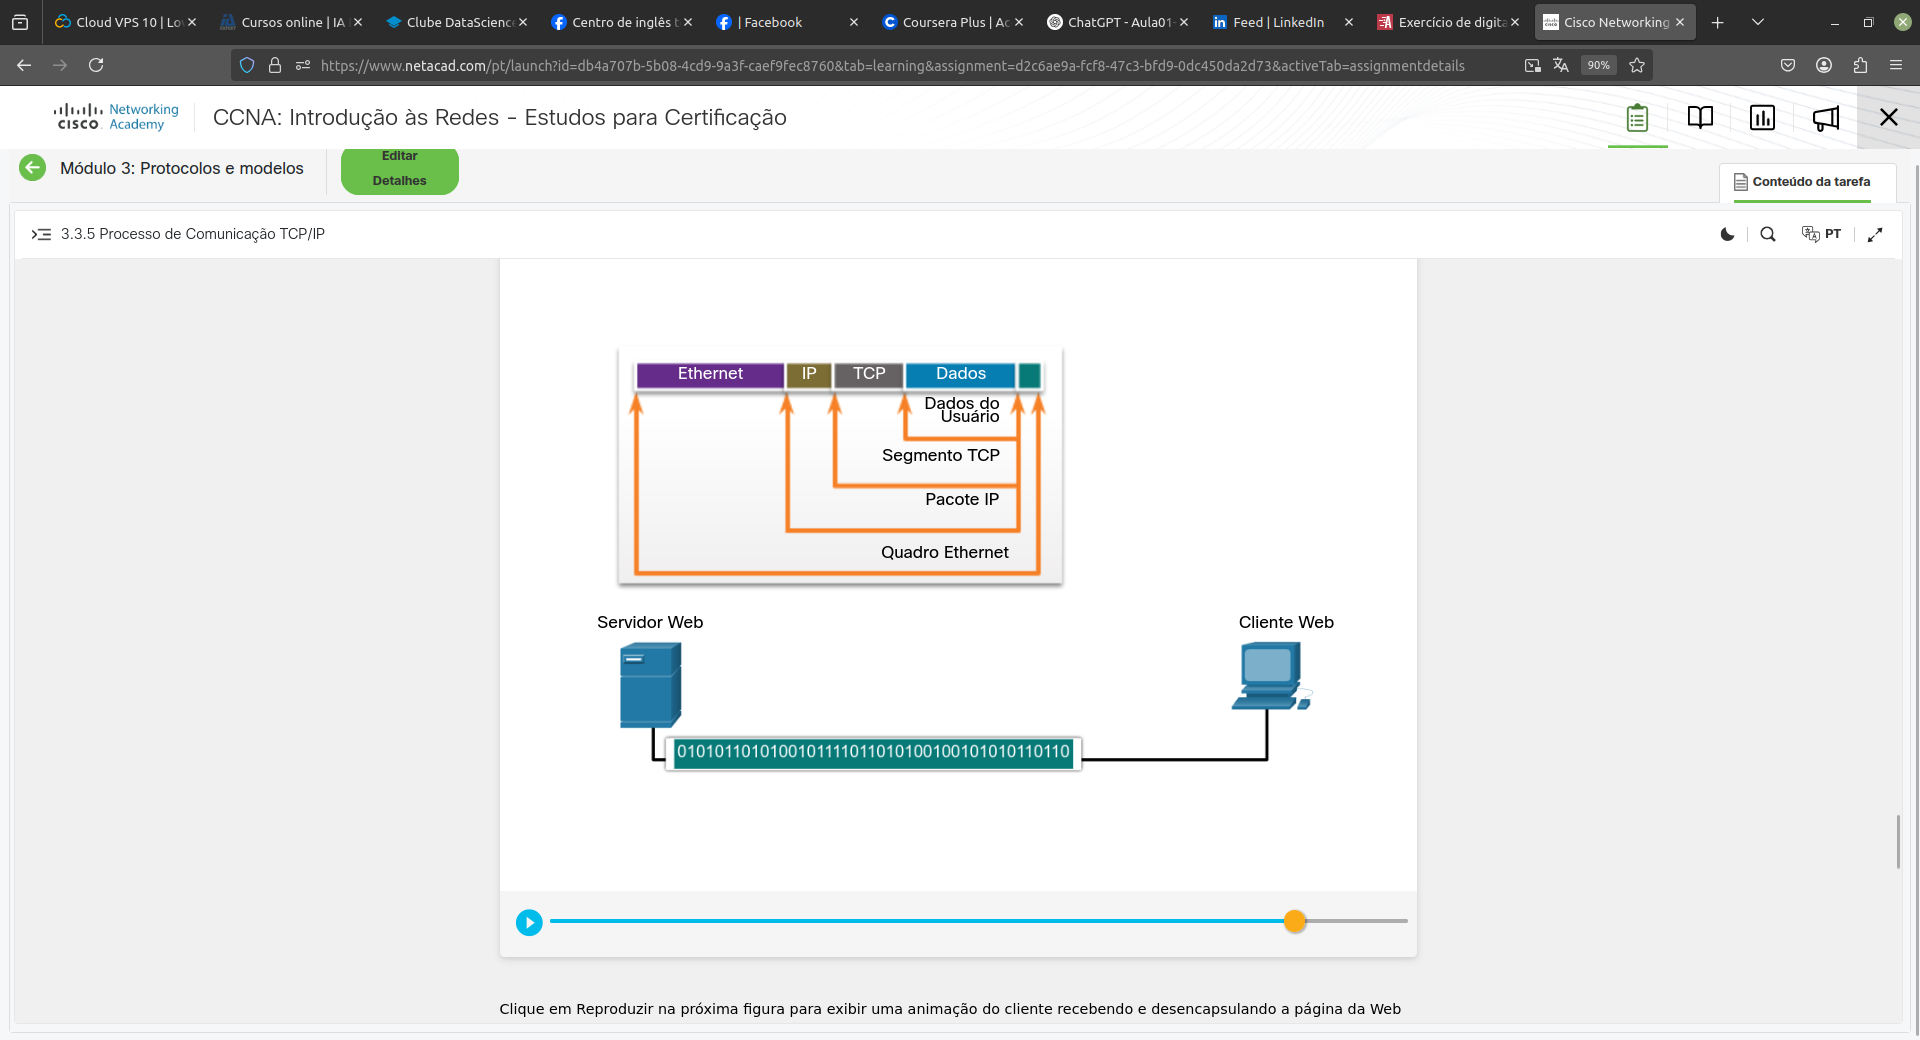 Cloud VPS 10 | Lo
Cursos online | IA
Clube DataScience
Centro de inglês t
| Facebook
Coursera Plus | Ac
ChatGPT - Aula01
Feed | LinkedIn
Exercício de digita
Cisco Networking
https://www.netacad.com/pt/launch?id=db4a707b-5b08-4cd9-9a3f-caef9fec8760&tab=learning&assignment=d2c6ae9a-fcf8-47c3-bfd9-0dc450da2d73&activeTab=assignmentdetails
90%
CISCO Networking Academy
CCNA: Introdução às Redes - Estudos para Certificação
Módulo 3: Protocolos e modelos
Editar
Detalhes
Conteúdo da tarefa
3.3.5 Processo de Comunicação TCP/IP
PT
Ethernet IP TCP Dados
Dados do
Usuário
Segmento TCP
Pacote IP
Quadro Ethernet
Servidor Web
Cliente Web
0101011010100101111011010100100101010110110
Clique em Reproduzir na próxima figura para exibir uma animação do cliente recebendo e desencapsulando a página da Web